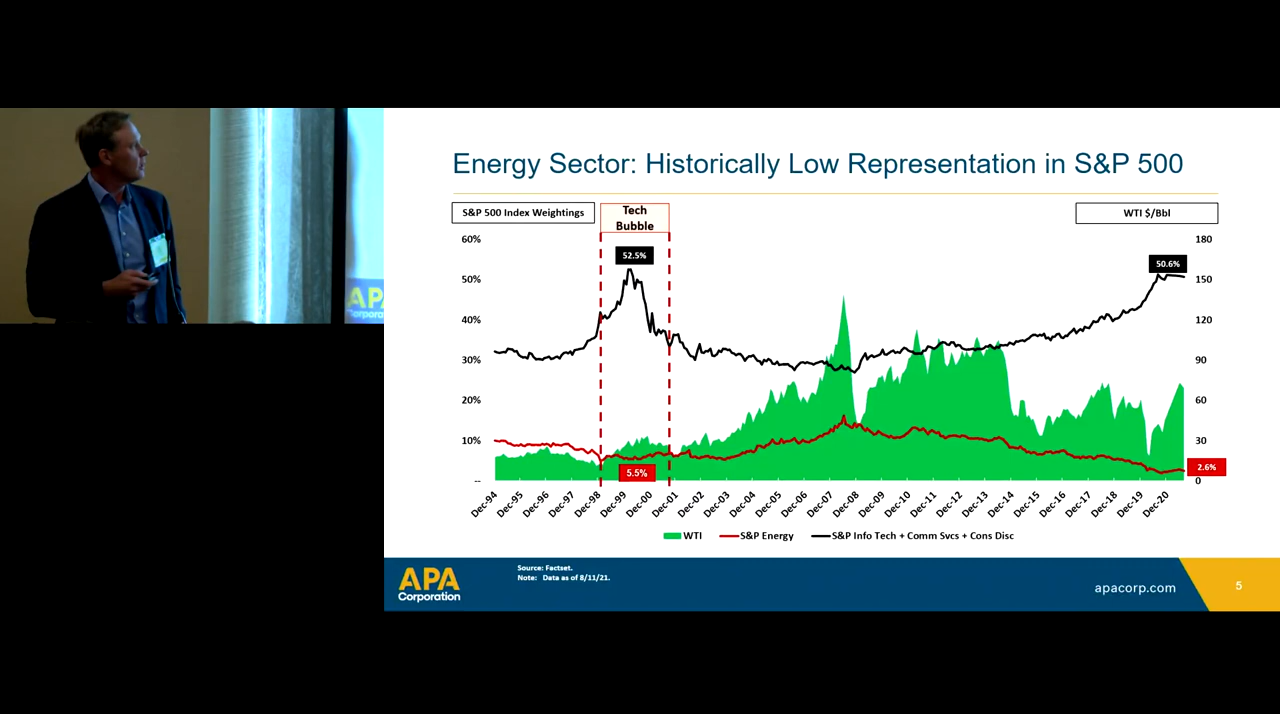 Energy Sector: Historically Low Representation in S&P 500
S&P 500 Index Weightings
Tech
Bubble
WTI $/Bbl
60%
50%
40%
30%
20%
10%
--
180
150
120
90
60
30
0
52.5%
50.6%
5.5%
2.6%
Dec-94
Dec-95
Dec-96
Dec-97
Dec-98
Dec-99
Dec-00
Dec-01
Dec-02
Dec-03
Dec-04
Dec-05
Dec-06
Dec-07
Dec-08
Dec-09
Dec-10
Dec-11
Dec-12
Dec-13
Dec-14
Dec-15
Dec-16
Dec-17
Dec-18
Dec-19
Dec-20
WTI
S&P Energy
S&P Info Tech + Comm Svcs + Cons Disc
APA
Corporation
Source: Factset.
Note: Data as of 8/11/21.
apacorp.com
5
AP
Corpora